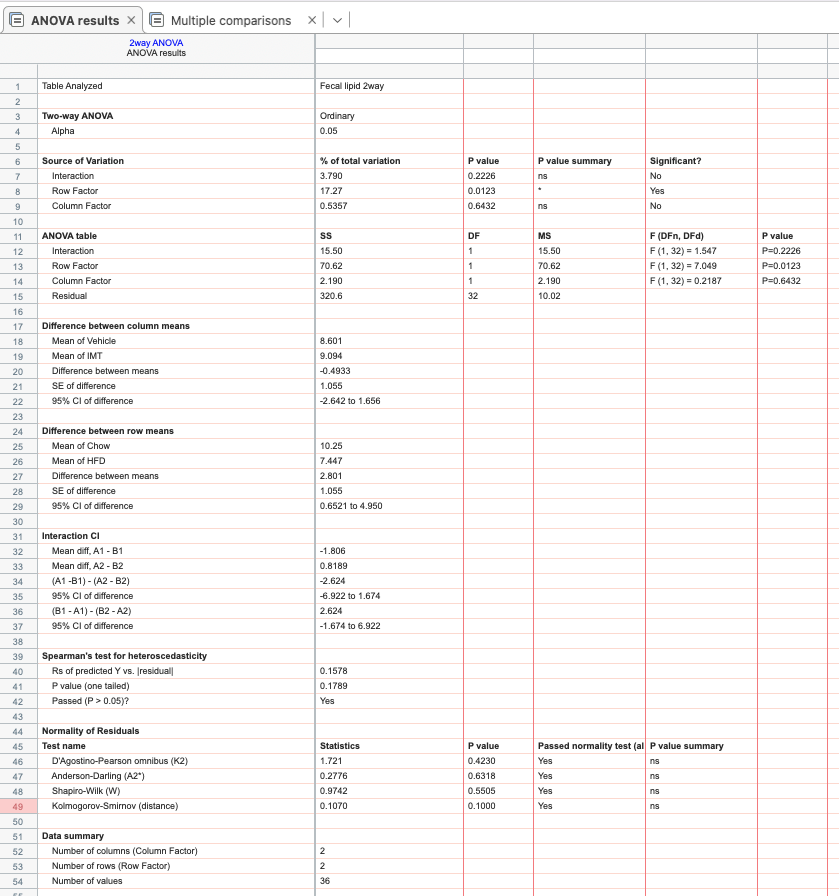 ANOVA results Multiple comparisons
2way ANOVA
ANOVA results
1 Table Analyzed Fecal lipid 2way
2
3 Two-way ANOVA Ordinary
4 Alpha 0.05
5
6 Source of Variation % of total variation P value P value summary Significant?
7 Interaction 3.790 0.2226 ns No
8 Row Factor 17.27 0.0123 * Yes
9 Column Factor 0.5357 0.6432 ns No
10
11 ANOVA table SS DF MS F (DFn, DFd) P value
12 Interaction 15.50 1 15.50 F (1, 32) = 1.547 P=0.2226
13 Row Factor 70.62 1 70.62 F (1, 32) = 7.049 P=0.0123
14 Column Factor 2.190 1 2.190 F (1, 32) = 0.2187 P=0.6432
15 Residual 320.6 32 10.02
16
17 Difference between column means
18 Mean of Vehicle 8.601
19 Mean of IMT 9.094
20 Difference between means -0.4933
21 SE of difference 1.055
22 95% CI of difference -2.642 to 1.656
23
24 Difference between row means
25 Mean of Chow 10.25
26 Mean of HFD 7.447
27 Difference between means 2.801
28 SE of difference 1.055
29 95% CI of difference 0.6521 to 4.950
30
31 Interaction CI
32 Mean diff, A1 - B1 -1.806
33 Mean diff, A2 - B2 0.8189
34 (A1 -B1) - (A2 - B2) -2.624
35 95% CI of difference -6.922 to 1.674
36 (B1 - A1) - (B2 - A2) 2.624
37 95% CI of difference -1.674 to 6.922
38
39 Spearman's test for heteroscedasticity
40 Rs of predicted Y vs. |residual| 0.1578
41 P value (one tailed) 0.1789
42 Passed (P > 0.05)? Yes
43
44 Normality of Residuals
45 Test name Statistics P value Passed normality test (al P value summary
46 D'Agostino-Pearson omnibus (K2) 1.721 0.4230 Yes ns
47 Anderson-Darling (A2*) 0.2776 0.6318 Yes ns
48 Shapiro-Wilk (W) 0.9742 0.5505 Yes ns
49 Kolmogorov-Smirnov (distance) 0.1070 0.1000 Yes ns
50
51 Data summary
52 Number of columns (Column Factor) 2
53 Number of rows (Row Factor) 2
54 Number of values 36